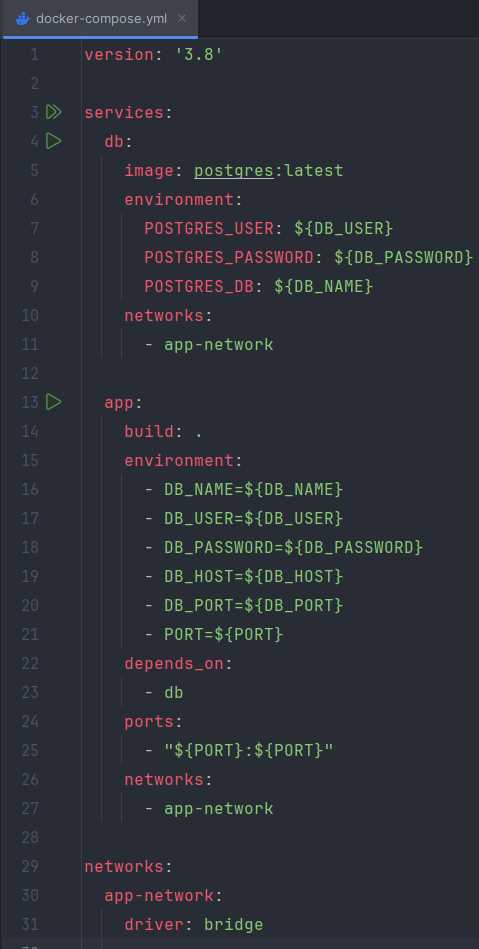 docker-compose.yml ×
1 version: '3.8'
2
3 services:
4   db:
5     image: postgres:latest
6     environment:
7       POSTGRES_USER: ${DB_USER}
8       POSTGRES_PASSWORD: ${DB_PASSWORD}
9       POSTGRES_DB: ${DB_NAME}
10     networks:
11       - app-network
12
13   app:
14     build: .
15     environment:
16       - DB_NAME=${DB_NAME}
17       - DB_USER=${DB_USER}
18       - DB_PASSWORD=${DB_PASSWORD}
19       - DB_HOST=${DB_HOST}
20       - DB_PORT=${DB_PORT}
21       - PORT=${PORT}
22     depends_on:
23       - db
24     ports:
25       - "${PORT}:${PORT}"
26     networks:
27       - app-network
28
29 networks:
30   app-network:
31     driver: bridge